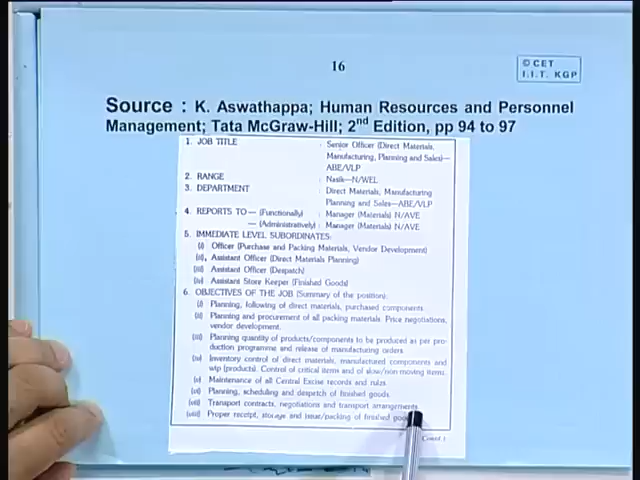 16
© CET
I.I.T. KGP
Source : K. Aswathappa; Human Resources and Personnel
Management; Tata McGraw-Hill; 2nd Edition, pp 94 to 97
1. JOB TITLE : Senior Officer (Direct Materials,
Manufacturing, Planning and Sales)—
ABE/VLP
2. RANGE : Nasik—N/WEL
3. DEPARTMENT : Direct Materials, Manufacturing
Planning and Sales—ABE/VLP
4. REPORTS TO — (Functionally) : Manager (Materials) N/AVE
— (Administratively) : Manager (Materials) N/AVE
5. IMMEDIATE LEVEL SUBORDINATES:
(i) Officer (Purchase and Packing Materials, Vendor Development)
(ii) Assistant Officer (Direct Materials Planning)
(iii) Assistant Officer (Despatch)
(iv) Assistant Store Keeper (Finished Goods)
6. OBJECTIVES OF THE JOB (Summary of the position):
(i) Planning, following of direct materials, purchased components.
(ii) Planning and procurement of all packing materials. Price negotiations,
vendor development.
(iii) Planning quantity of products/components to be produced as per pro-
duction programme and release of manufacturing orders.
(iv) Inventory control of direct materials, manufactured components and
wip (products). Control of critical items and of slow/non moving items.
(v) Maintenance of all Central Excise records and rules.
(vi) Planning, scheduling and despatch of finished goods.
(vii) Transport contracts, negotiations and transport arrangements.
(viii) Proper receipt, storage and issue/packing of finished
(Contd.)